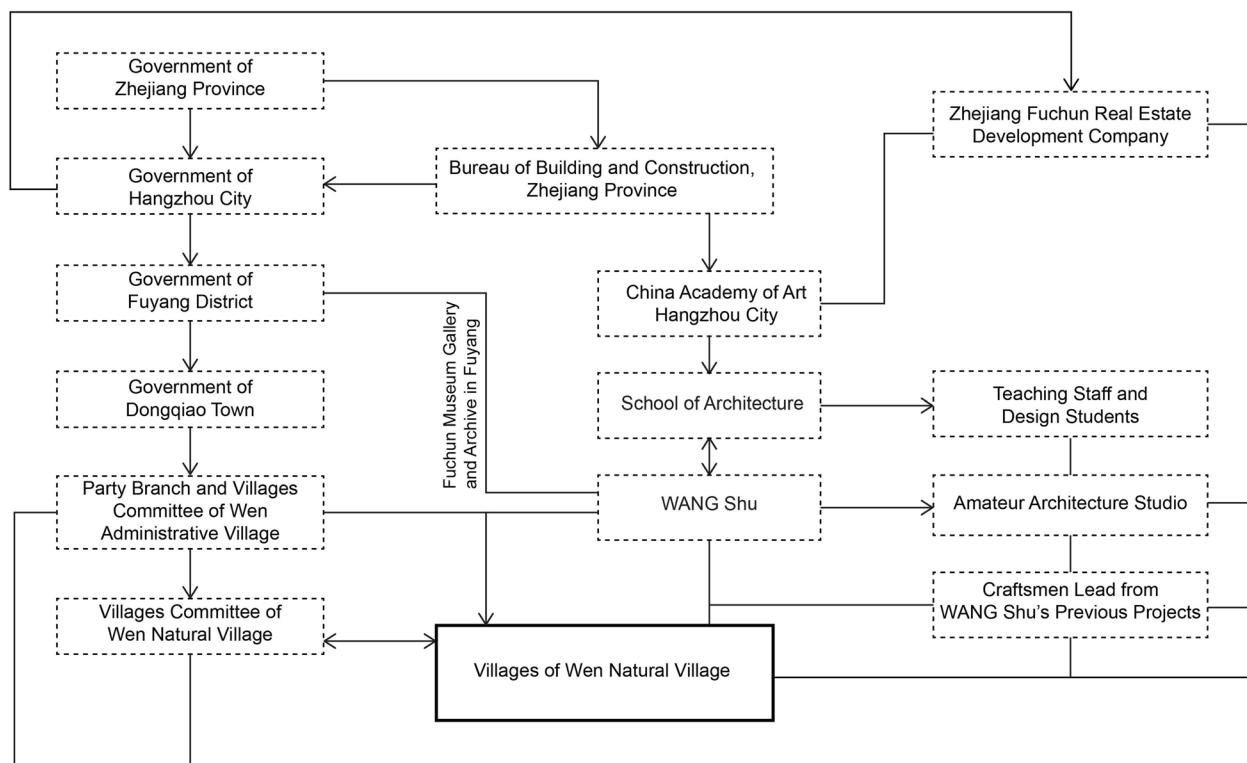 Government of
Zhejiang Province
Zhejiang Fuchun Real Estate
Development Company
Bureau of Building and Construction,
Zhejiang Province
Government of
Hangzhou City
Government of
Fuyang District
China Academy of Art
Hangzhou City
Fuchun Museum Gallery
and Archive in Fuyang
Government of
Dongqiao Town
School of Architecture
Teaching Staff and
Design Students
Party Branch and Villages
Committee of Wen
Administrative Village
WANG Shu
Amateur Architecture Studio
Villages Committee of
Wen Natural Village
Craftsmen Lead from
WANG Shu's Previous Projects
Villages of Wen Natural Village